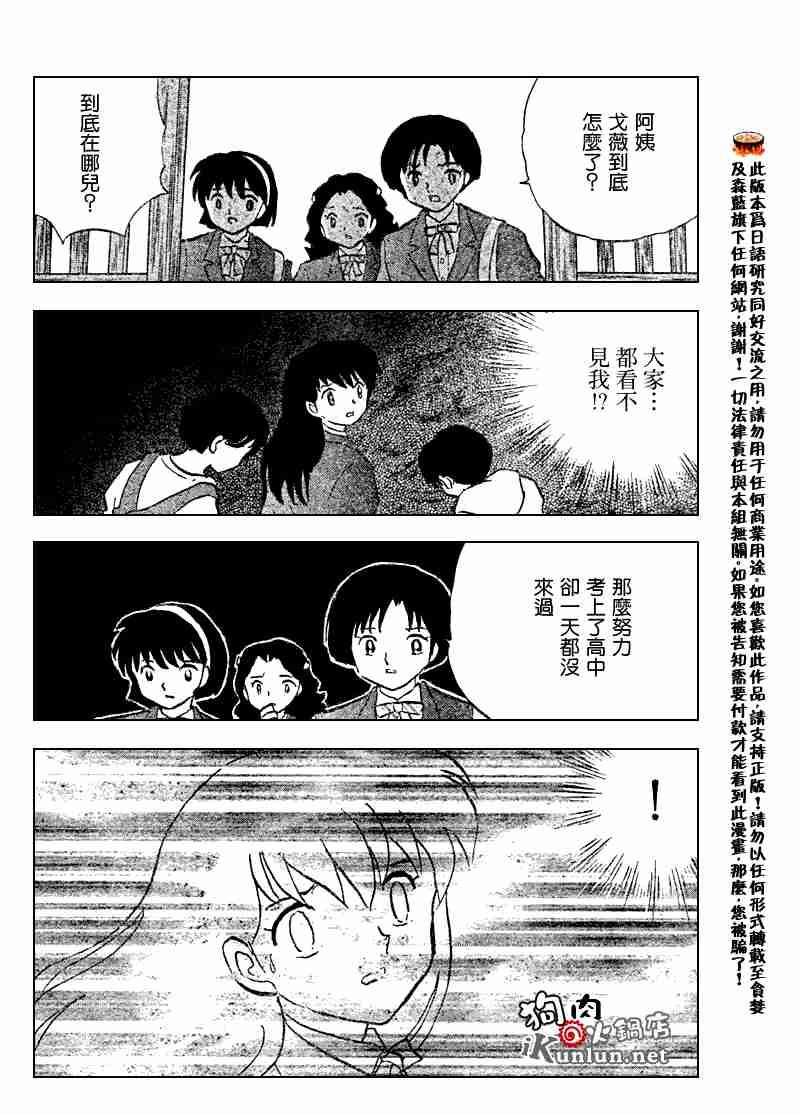 阿姨
戈薇到底
怎麼了?
到底在哪兒?
大家…
都看不
見我!?
那麼努力
考上了高中
卻一天都沒
來過
!
此版本爲日語研究同好交流之用,請勿用于任何商業用途。如您喜歡此作品,請支持正版!請勿以任何形式轉載至貪婪
及森藍旗下任何網站,謝謝!一切法律責任與本組無關。如果您被告知需要付款才能看到此漫畫,那麼,您被騙了!
狗肉
火鍋店
iKunlun.net